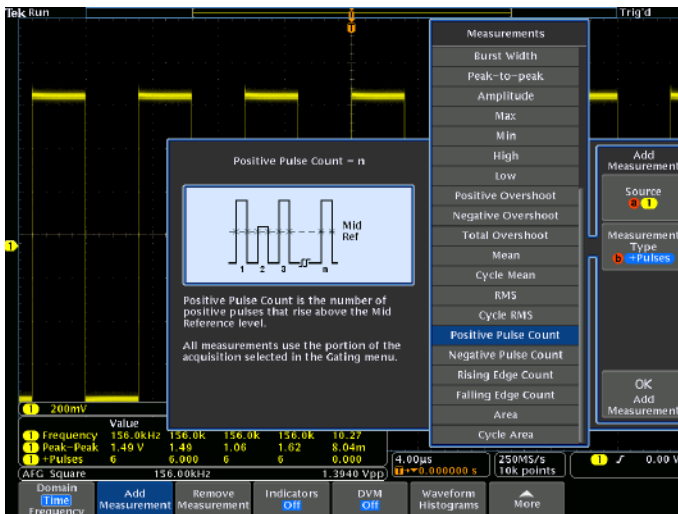 Tek Run
Trig'd
Measurements
Burst Width
Peak-to-peak
Amplitude
Max
Min
High
Low
Positive Overshoot
Negative Overshoot
Total Overshoot
Mean
Cycle Mean
RMS
Cycle RMS
Positive Pulse Count
Negative Pulse Count
Rising Edge Count
Falling Edge Count
Area
Cycle Area
Positive Pulse Count = n
Mid
Ref
1 2 3 n
Positive Pulse Count is the number of
positive pulses that rise above the Mid
Reference level.
All measurements use the portion of the
acquisition selected in the Gating menu.
Add
Measurement
Source
a 1
Measurement
Type
b +Pulses
OK
Add
Measurement
1
1 200mV
Value
1 Frequency 156.0kHz 156.0k 156.0k 156.0k 10.27
1 Peak-Peak 1.49 V 1.49 1.06 1.62 8.04m
1 +Pulses 6 6.000 6 6 0.000
4.00µs
T 0.000000 s
250MS/s
10k points
1 0.00 V
AFG Square 156.00kHz 1.3940 Vpp
Domain
Time
Frequency
Add
Measurement
Remove
Measurement
Indicators
Off
DVM
Off
Waveform
Histograms
More